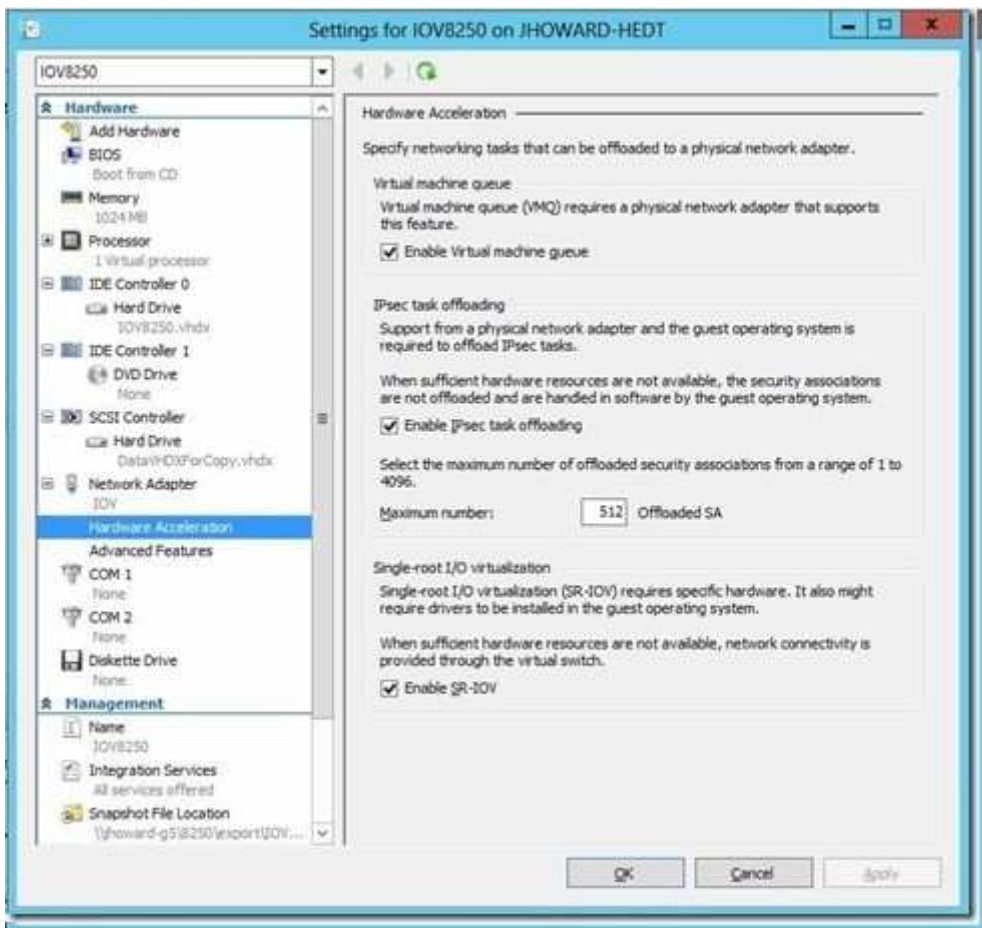 Settings for IOV8250 on JHOWARD-HEDT
IOV8250
Hardware
Add Hardware
BIOS
Boot from CD
Memory
1024 MB
Processor
1 Virtual processor
IDE Controller 0
Hard Drive
IOV8250.vhdx
IDE Controller 1
DVD Drive
None
SCSI Controller
Hard Drive
DataVHDXForCopy.vhdx
Network Adapter
IOV
Hardware Acceleration
Advanced Features
COM 1
None
COM 2
None
Diskette Drive
None
Management
Name
IOV8250
Integration Services
All services offered
Snapshot File Location
\\jhoward-g5\8250\export\IOV...
Hardware Acceleration
Specify networking tasks that can be offloaded to a physical network adapter.
Virtual machine queue
Virtual machine queue (VMQ) requires a physical network adapter that supports
this feature.
Enable Virtual machine queue
IPsec task offloading
Support from a physical network adapter and the guest operating system is
required to offload IPsec tasks.
When sufficient hardware resources are not available, the security associations
are not offloaded and are handled in software by the guest operating system.
Enable IPsec task offloading
Select the maximum number of offloaded security associations from a range of 1 to
4096.
Maximum number: 512 Offloaded SA
Single-root I/O virtualization
Single-root I/O virtualization (SR-IOV) requires specific hardware. It also might
require drivers to be installed in the guest operating system.
When sufficient hardware resources are not available, network connectivity is
provided through the virtual switch.
Enable SR-IOV
OK Cancel Apply